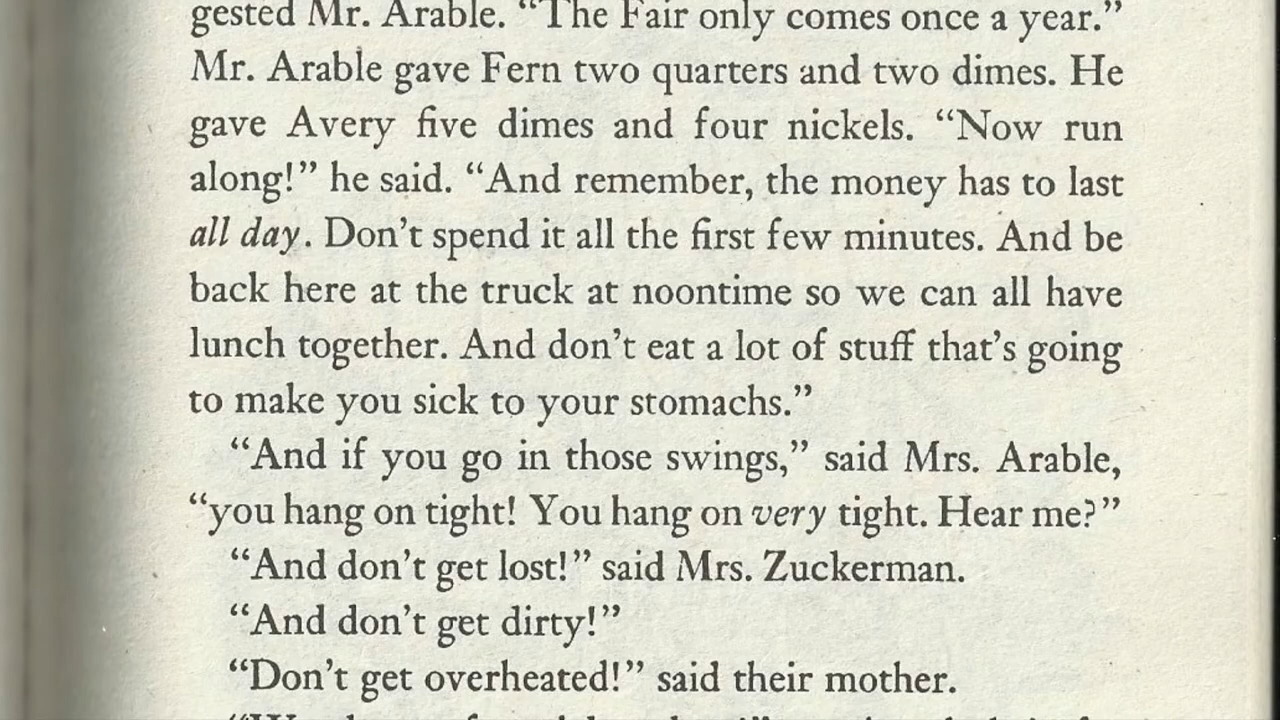 gested Mr. Arable. “The Fair only comes once a year.”
Mr. Arable gave Fern two quarters and two dimes. He
gave Avery five dimes and four nickels. “Now run
along!” he said. “And remember, the money has to last
all day. Don’t spend it all the first few minutes. And be
back here at the truck at noontime so we can all have
lunch together. And don’t eat a lot of stuff that’s going
to make you sick to your stomachs.”
“And if you go in those swings,” said Mrs. Arable,
“you hang on tight! You hang on very tight. Hear me?”
“And don’t get lost!” said Mrs. Zuckerman.
“And don’t get dirty!”
“Don’t get overheated!” said their mother.